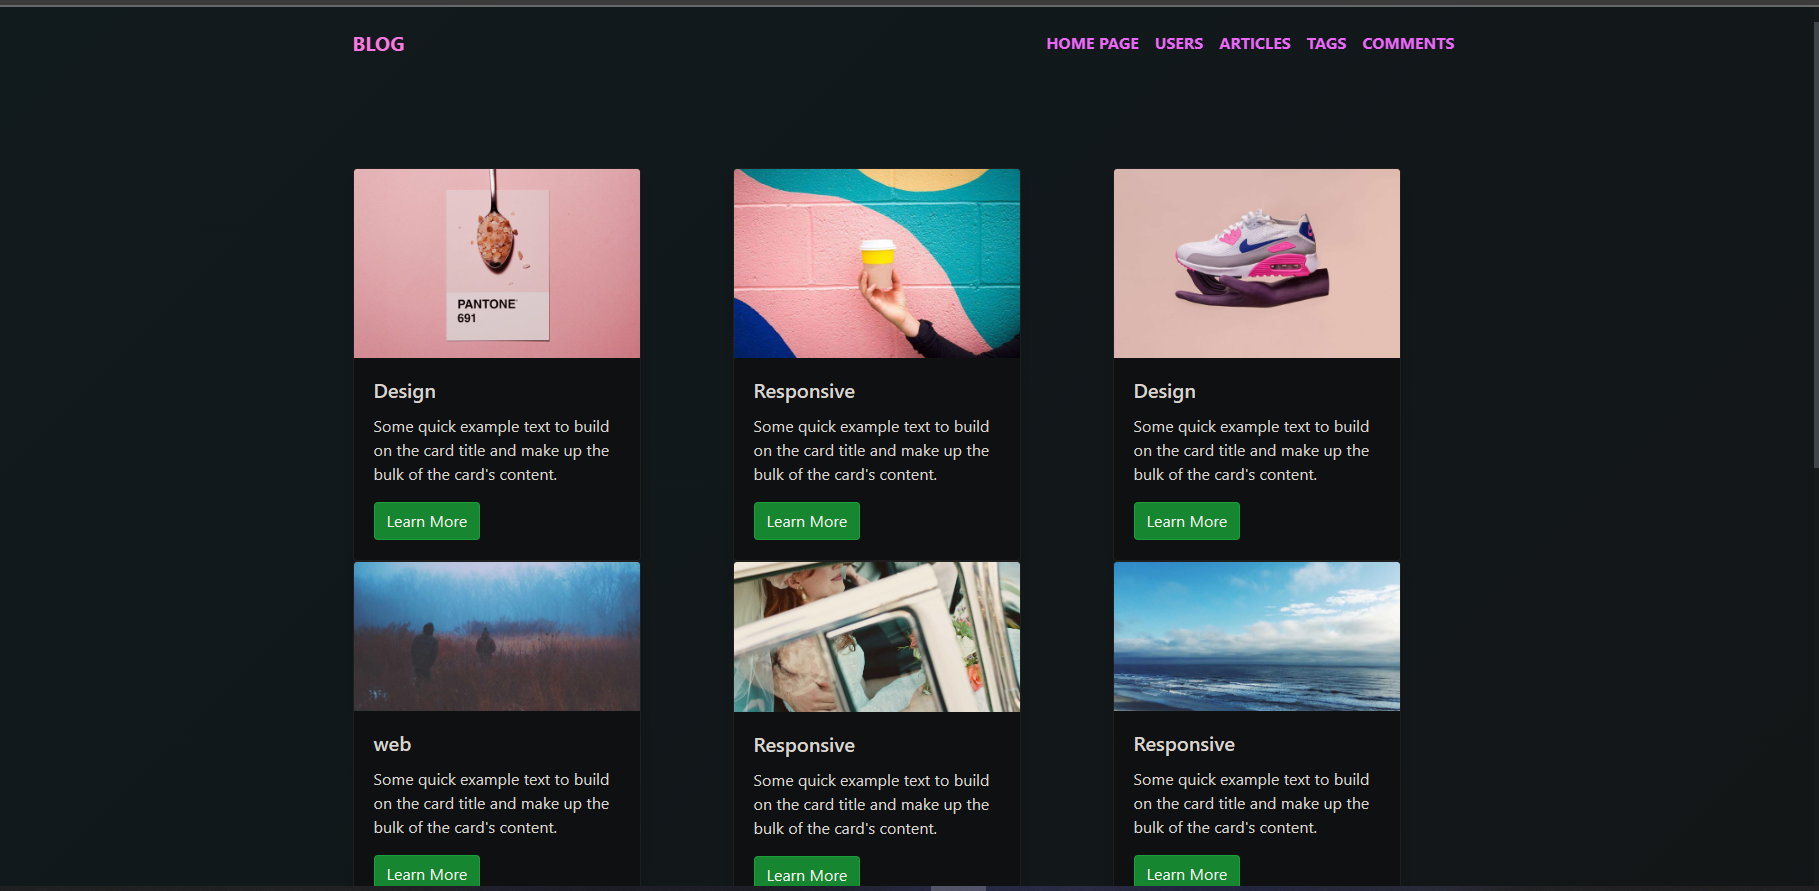 BLOG
HOME PAGE USERS ARTICLES TAGS COMMENTS
PANTONE
691
Design
Some quick example text to build
on the card title and make up the
bulk of the card's content.
Learn More
Responsive
Some quick example text to build
on the card title and make up the
bulk of the card's content.
Learn More
Design
Some quick example text to build
on the card title and make up the
bulk of the card's content.
Learn More
web
Some quick example text to build
on the card title and make up the
bulk of the card's content.
Learn More
Responsive
Some quick example text to build
on the card title and make up the
bulk of the card's content.
Learn More
Responsive
Some quick example text to build
on the card title and make up the
bulk of the card's content.
Learn More